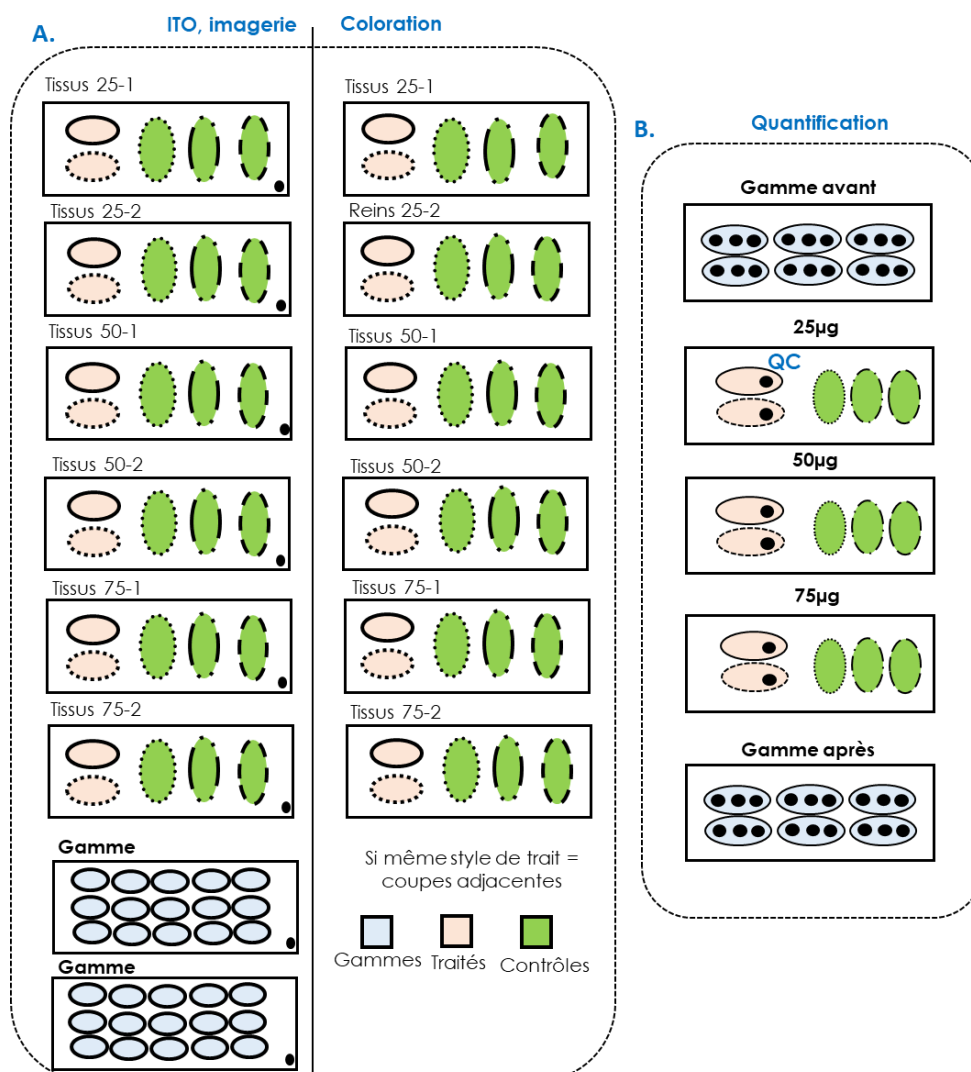 A.
ITO, imagerie
Coloration
Tissus 25-1
Tissus 25-2
Tissus 50-1
Tissus 50-2
Tissus 75-1
Tissus 75-2
Gamme
Gamme
Tissus 25-1
Reins 25-2
Tissus 50-1
Tissus 50-2
Tissus 75-1
Tissus 75-2
Si même style de trait =
coupes adjacentes
Gammes
Traités
Contrôles
B.
Quantification
Gamme avant
25µg
QC
50µg
75µg
Gamme après